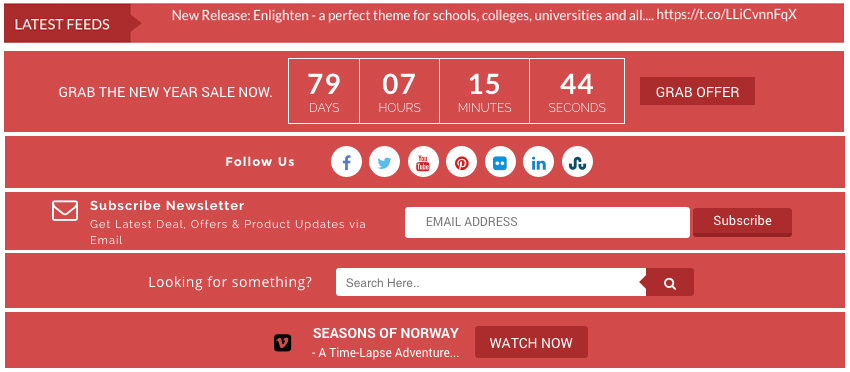 LATEST FEEDS
New Release: Enlighten - a perfect theme for schools, colleges, universities and all.... https://t.co/LLiCvnnFqX
GRAB THE NEW YEAR SALE NOW.
79 07 15 44
DAYS HOURS MINUTES SECONDS
GRAB OFFER
Follow Us
You Tube
Subscribe Newsletter
Get Latest Deal, Offers & Product Updates via
Email
EMAIL ADDRESS
Subscribe
Looking for something?
Search Here..
SEASONS OF NORWAY
- A Time-Lapse Adventure...
WATCH NOW